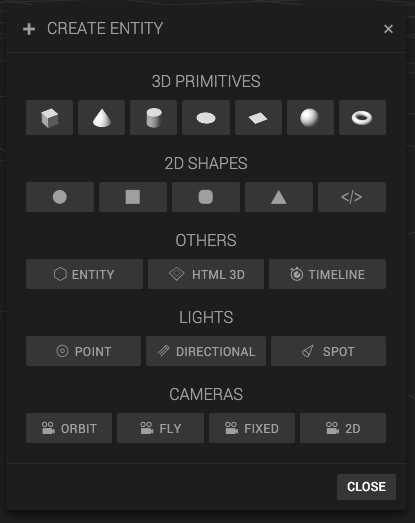 CREATE ENTITY
3D PRIMITIVES
2D SHAPES
</>
OTHERS
ENTITY HTML 3D TIMELINE
LIGHTS
POINT DIRECTIONAL SPOT
CAMERAS
ORBIT FLY FIXED 2D
CLOSE